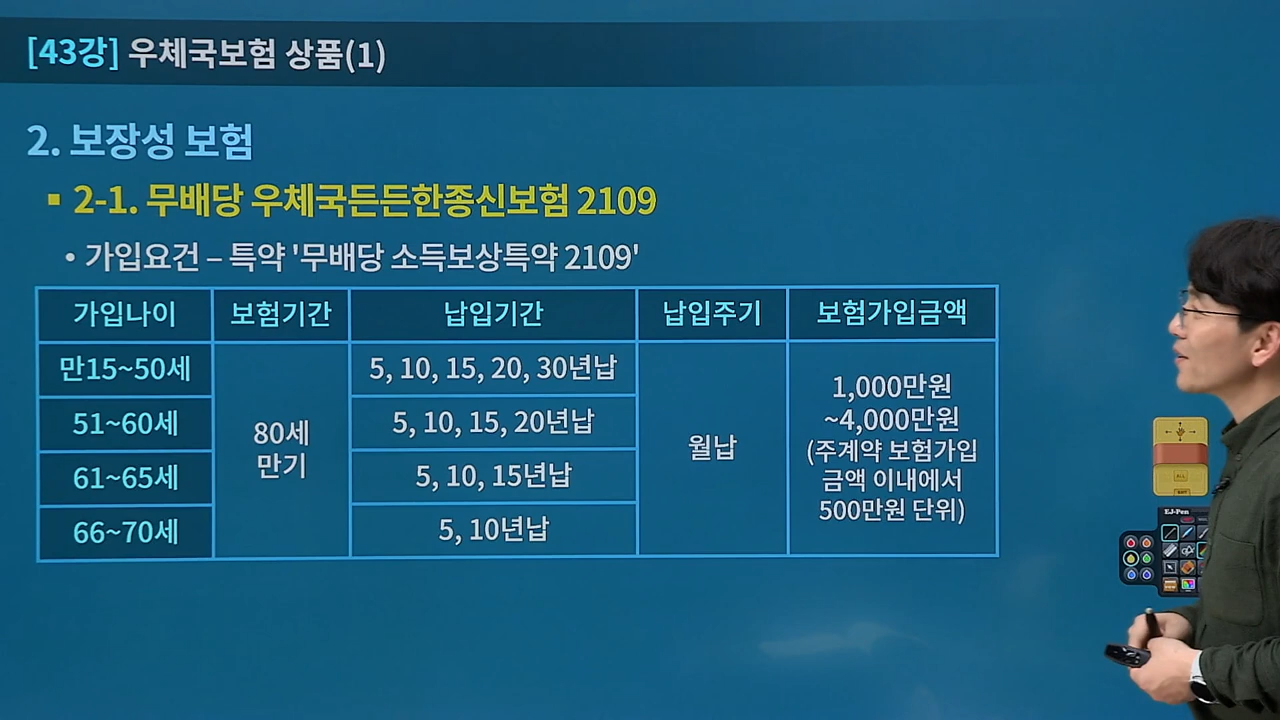 [43강] 우체국보험 상품(1)
2. 보장성 보험
▪ 2-1. 무배당 우체국든든한종신보험 2109
• 가입요건 – 특약 '무배당 소득보상특약 2109'
가입나이 보험기간 납입기간 납입주기 보험가입금액
만15~50세 5, 10, 15, 20, 30년납
51~60세 5, 10, 15, 20년납
61~65세 5, 10, 15년납
66~70세 5, 10년납
80세
만기
월납
1,000만원
~4,000만원
(주계약 보험가입
금액 이내에서
500만원 단위)
ALL
EJ-Pen